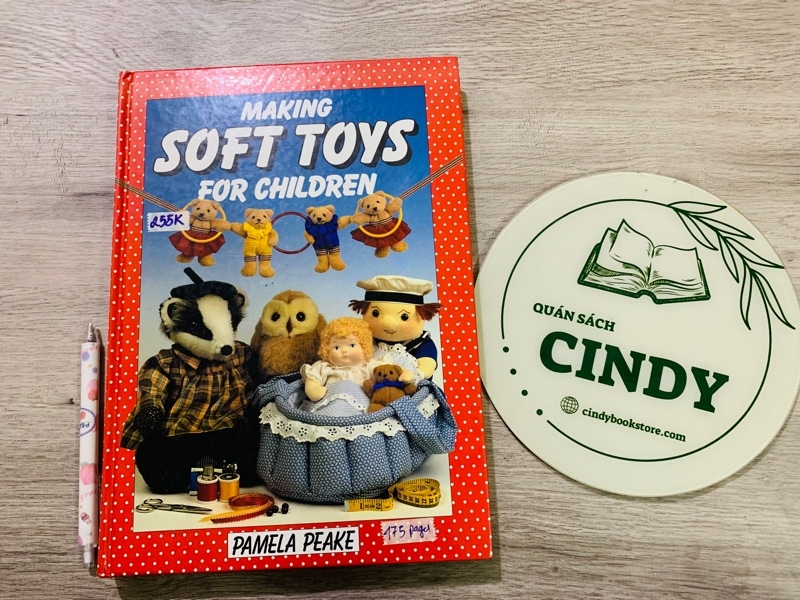 MAKING
SOFT TOYS
FOR CHILDREN
255K
PAMELA PEAKE
175 pages
QUÁN SÁCH
CINDY
cindybookstore.com